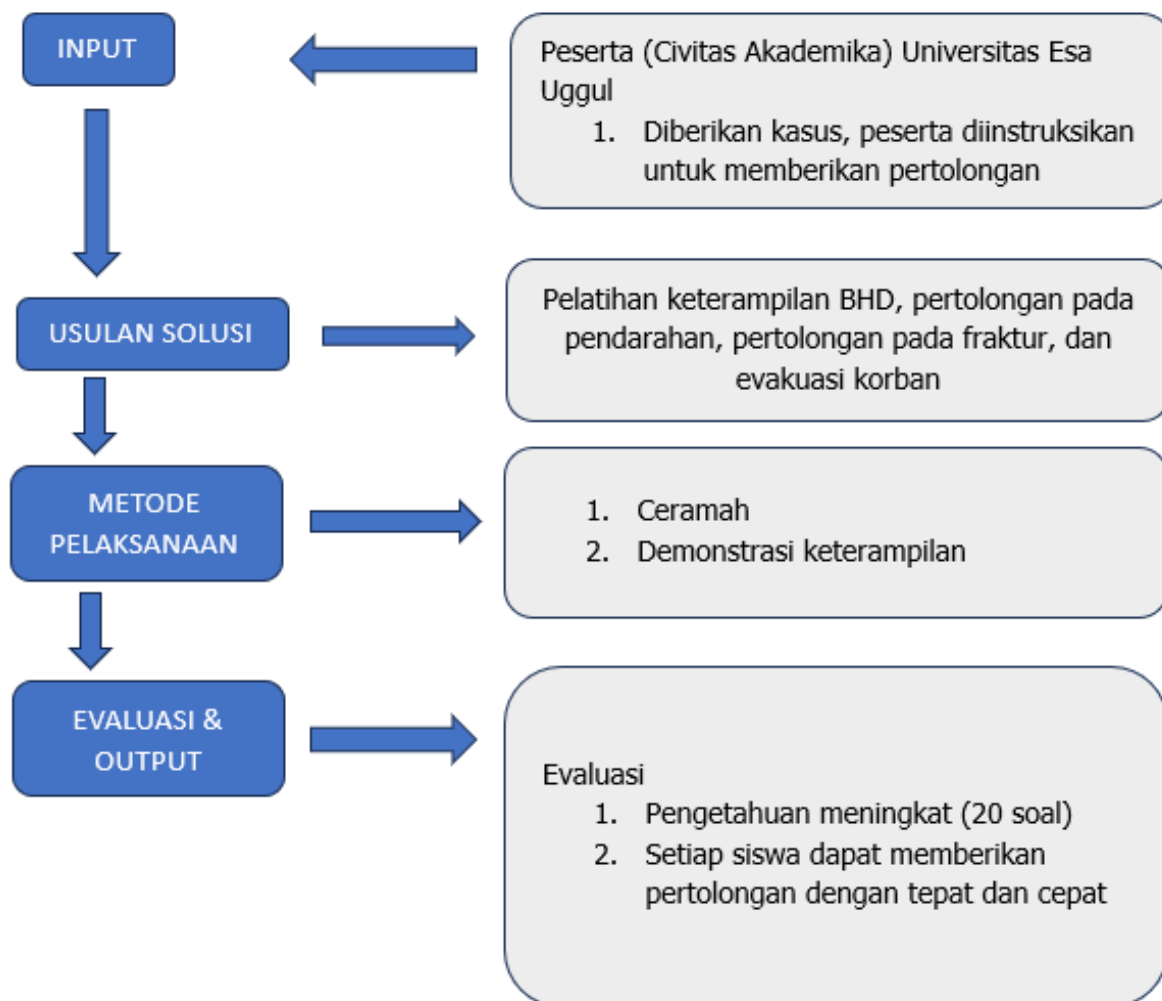 INPUT
Peserta (Civitas Akademika) Universitas Esa
Uggul
1. Diberikan kasus, peserta diinstruksikan
untuk memberikan pertolongan
USULAN SOLUSI
Pelatihan keterampilan BHD, pertolongan pada
pendarahan, pertolongan pada fraktur, dan
evakuasi korban
METODE
PELAKSANAAN
1. Ceramah
2. Demonstrasi keterampilan
EVALUASI &
OUTPUT
Evaluasi
1. Pengetahuan meningkat (20 soal)
2. Setiap siswa dapat memberikan
pertolongan dengan tepat dan cepat